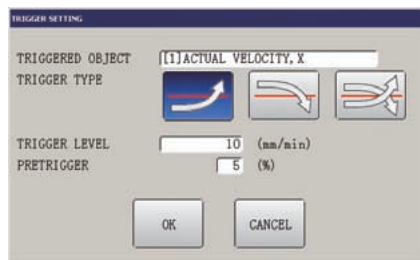 TRIGGER SETTING
TRIGGERED OBJECT [1]ACTUAL VELOCITY,X
TRIGGER TYPE
TRIGGER LEVEL 10 (mm/min)
PRETRIGGER 5 (%)
OK CANCEL